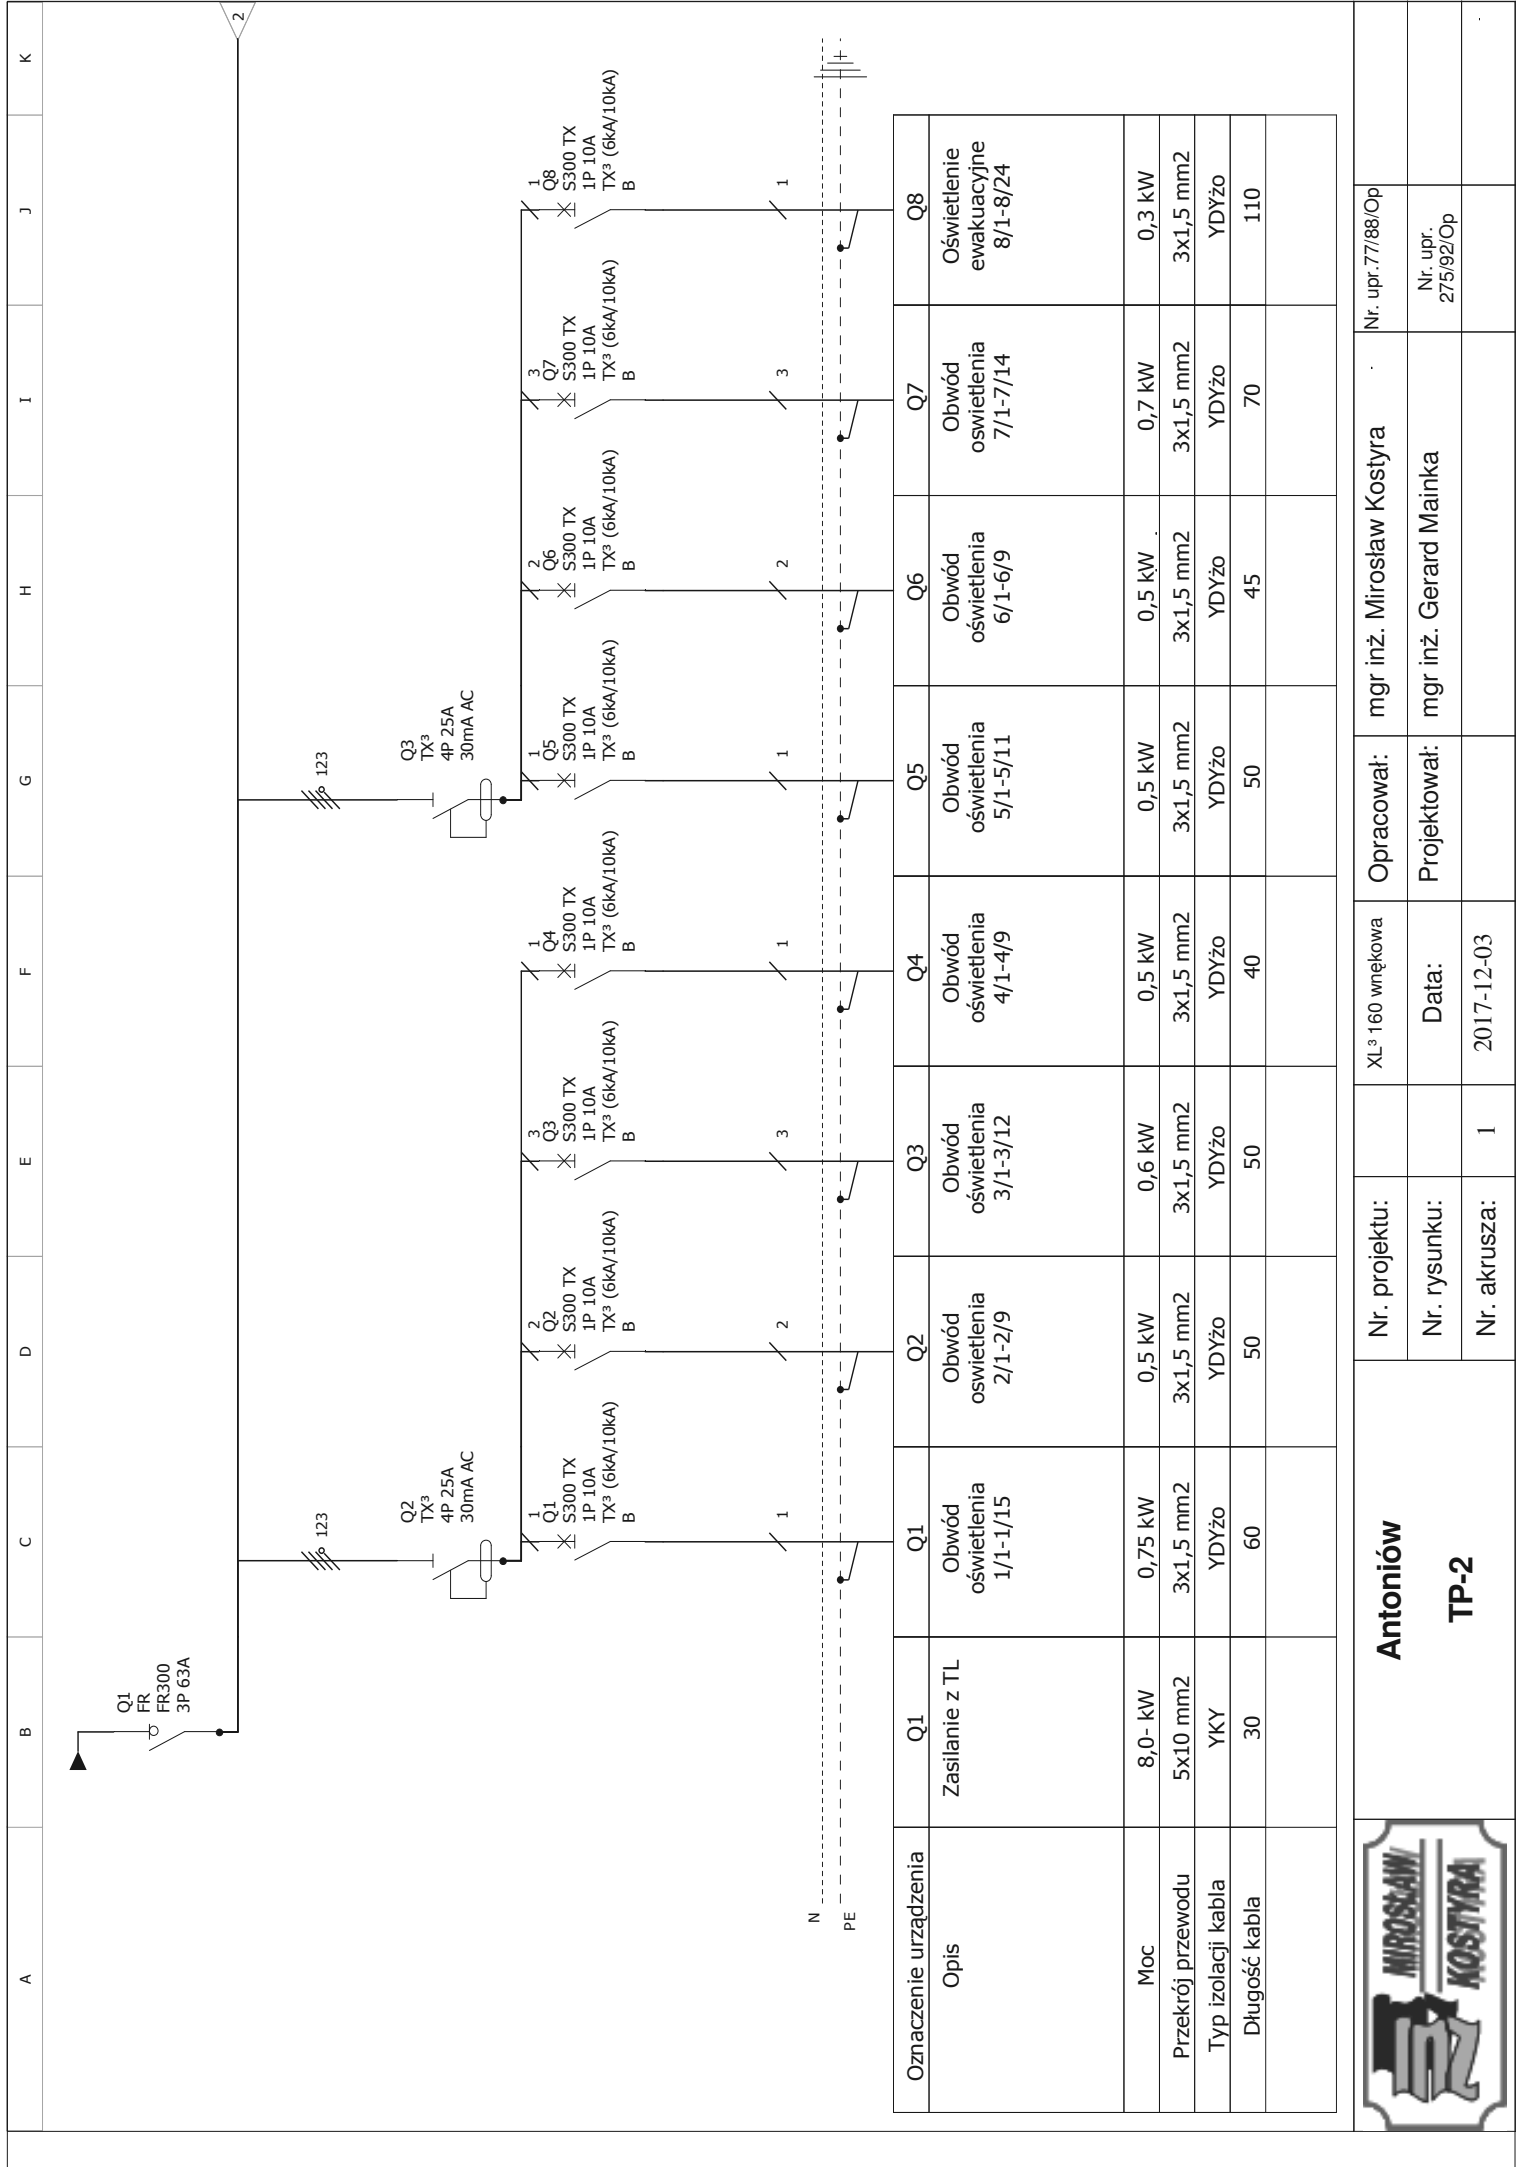 A B C D E F G H I J K
2
Q1
FR
FR300
3P 63A
123
Q2
TX³
4P 25A
30mA AC
123
Q3
TX³
4P 25A
30mA AC
1
Q1
S300 TX
1P 10A
TX³ (6kA/10kA)
B
2
Q2
S300 TX
1P 10A
TX³ (6kA/10kA)
B
3
Q3
S300 TX
1P 10A
TX³ (6kA/10kA)
B
1
Q4
S300 TX
1P 10A
TX³ (6kA/10kA)
B
1
Q5
S300 TX
1P 10A
TX³ (6kA/10kA)
B
2
Q6
S300 TX
1P 10A
TX³ (6kA/10kA)
B
3
Q7
S300 TX
1P 10A
TX³ (6kA/10kA)
B
1
Q8
S300 TX
1P 10A
TX³ (6kA/10kA)
B
1 2 3 1 1 2 3 1
N
PE
Oznaczenie urządzenia Q1 Q1 Q2 Q3 Q4 Q5 Q6 Q7 Q8
Opis
Zasilanie z TL
Obwód
oświetlenia
1/1-1/15
Obwód
oswietlenia
2/1-2/9
Obwód
oświetlenia
3/1-3/12
Obwód
oświetlenia
4/1-4/9
Obwód
oświetlenia
5/1-5/11
Obwód
oświetlenia
6/1-6/9
Obwód
oswietlenia
7/1-7/14
Oświetlenie
ewakuacyjne
8/1-8/24
Moc 8,0- kW 0,75 kW 0,5 kW 0,6 kW 0,5 kW 0,5 kW 0,5 kW 0,7 kW 0,3 kW
Przekrój przewodu 5x10 mm2 3x1,5 mm2 3x1,5 mm2 3x1,5 mm2 3x1,5 mm2 3x1,5 mm2 3x1,5 mm2 3x1,5 mm2 3x1,5 mm2
Typ izolacji kabla YKY YDYżo YDYżo YDYżo YDYżo YDYżo YDYżo YDYżo YDYżo
Długość kabla 30 60 50 50 40 50 45 70 110
inż MIROSŁAW
KOSTYRA
Antoniów
TP-2
Nr. projektu: XL³ 160 wnękowa Opracował: mgr inż. Mirosław Kostyra Nr. upr.77/88/Op
Nr. rysunku: Data: Projektował: mgr inż. Gerard Mainka Nr. upr.
275/92/Op
Nr. akrusza: 1 2017-12-03